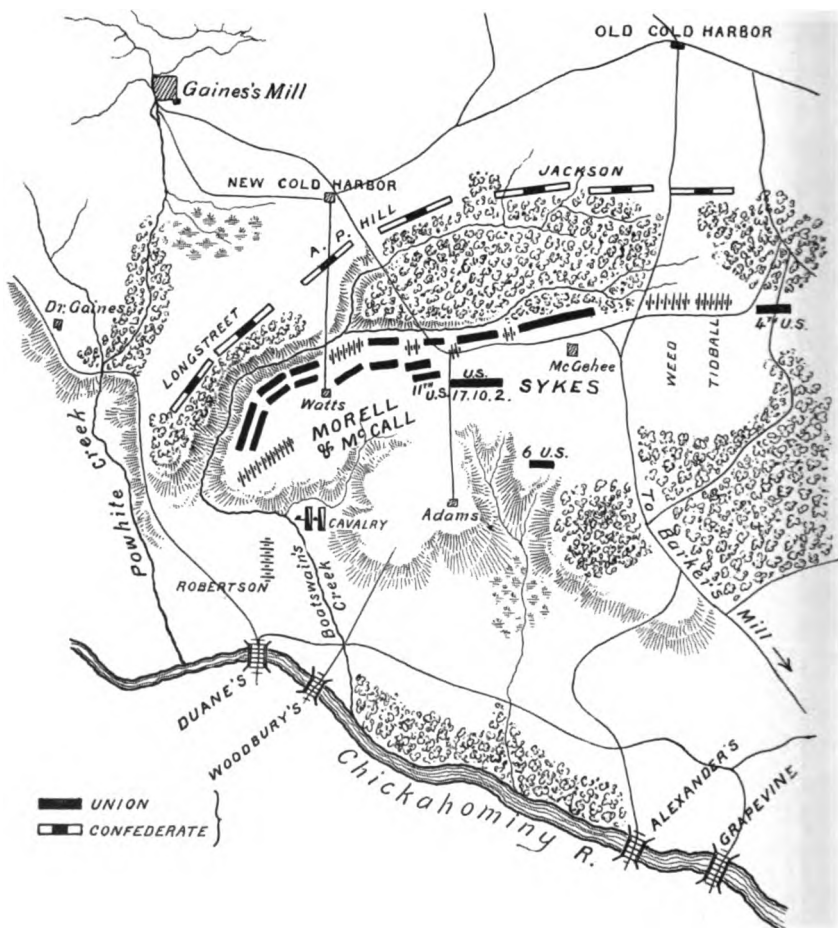 OLD COLD HARBOR
Gaines's Mill
NEW COLD HARBOR
JACKSON
A. P. HILL
Dr. Gaines
LONGSTREET
4TH U.S.
McGehee
WEED
TIDBALL
Watts
11TH U.S.
U.S.
17. 10. 2.
SYKES
MORELL
& McCALL
Powhite Creek
6 U.S.
CAVALRY
Adams
To Barker's Mill
ROBERTSON
Boatswain's
Creek
DUANE'S
WOODBURY'S
Chickahominy R.
ALEXANDER'S
GRAPEVINE
UNION
CONFEDERATE